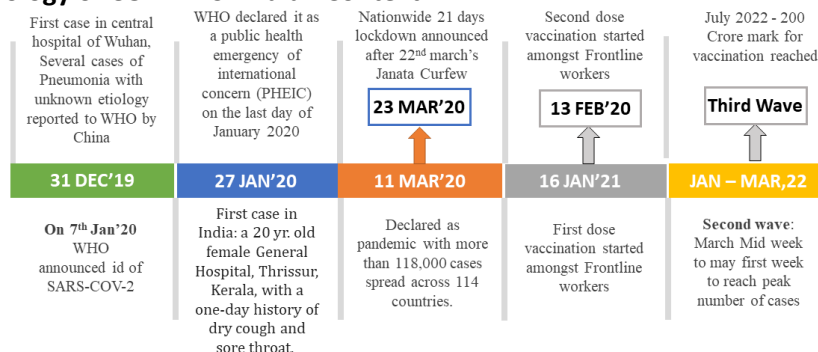 First case in central
hospital of Wuhan,
Several cases of
Pneumonia with
unknown etiology
reported to WHO by
China
WHO declared it as
a public health
emergency of
international
concern (PHEIC)
on the last day of
January 2020
Nationwide 21 days
lockdown announced
after 22nd march's
Janata Curfew
23 MAR'20
Second dose
vaccination started
amongst Frontline
workers
13 FEB'20
July 2022 - 200
Crore mark for
vaccination reached
Third Wave
31 DEC'19
27 JAN'20
11 MAR'20
16 JAN'21
JAN – MAR,22
On 7th Jan'20
WHO
announced id of
SARS-COV-2
First case in
India: a 20 yr. old
female General
Hospital, Thrissur,
Kerala, with a
one-day history of
dry cough and
sore throat.
Declared as
pandemic with more
than 118,000 cases
spread across 114
countries.
First dose
vaccination started
amongst Frontline
workers
Second wave:
March Mid week
to may first week
to reach peak
number of cases